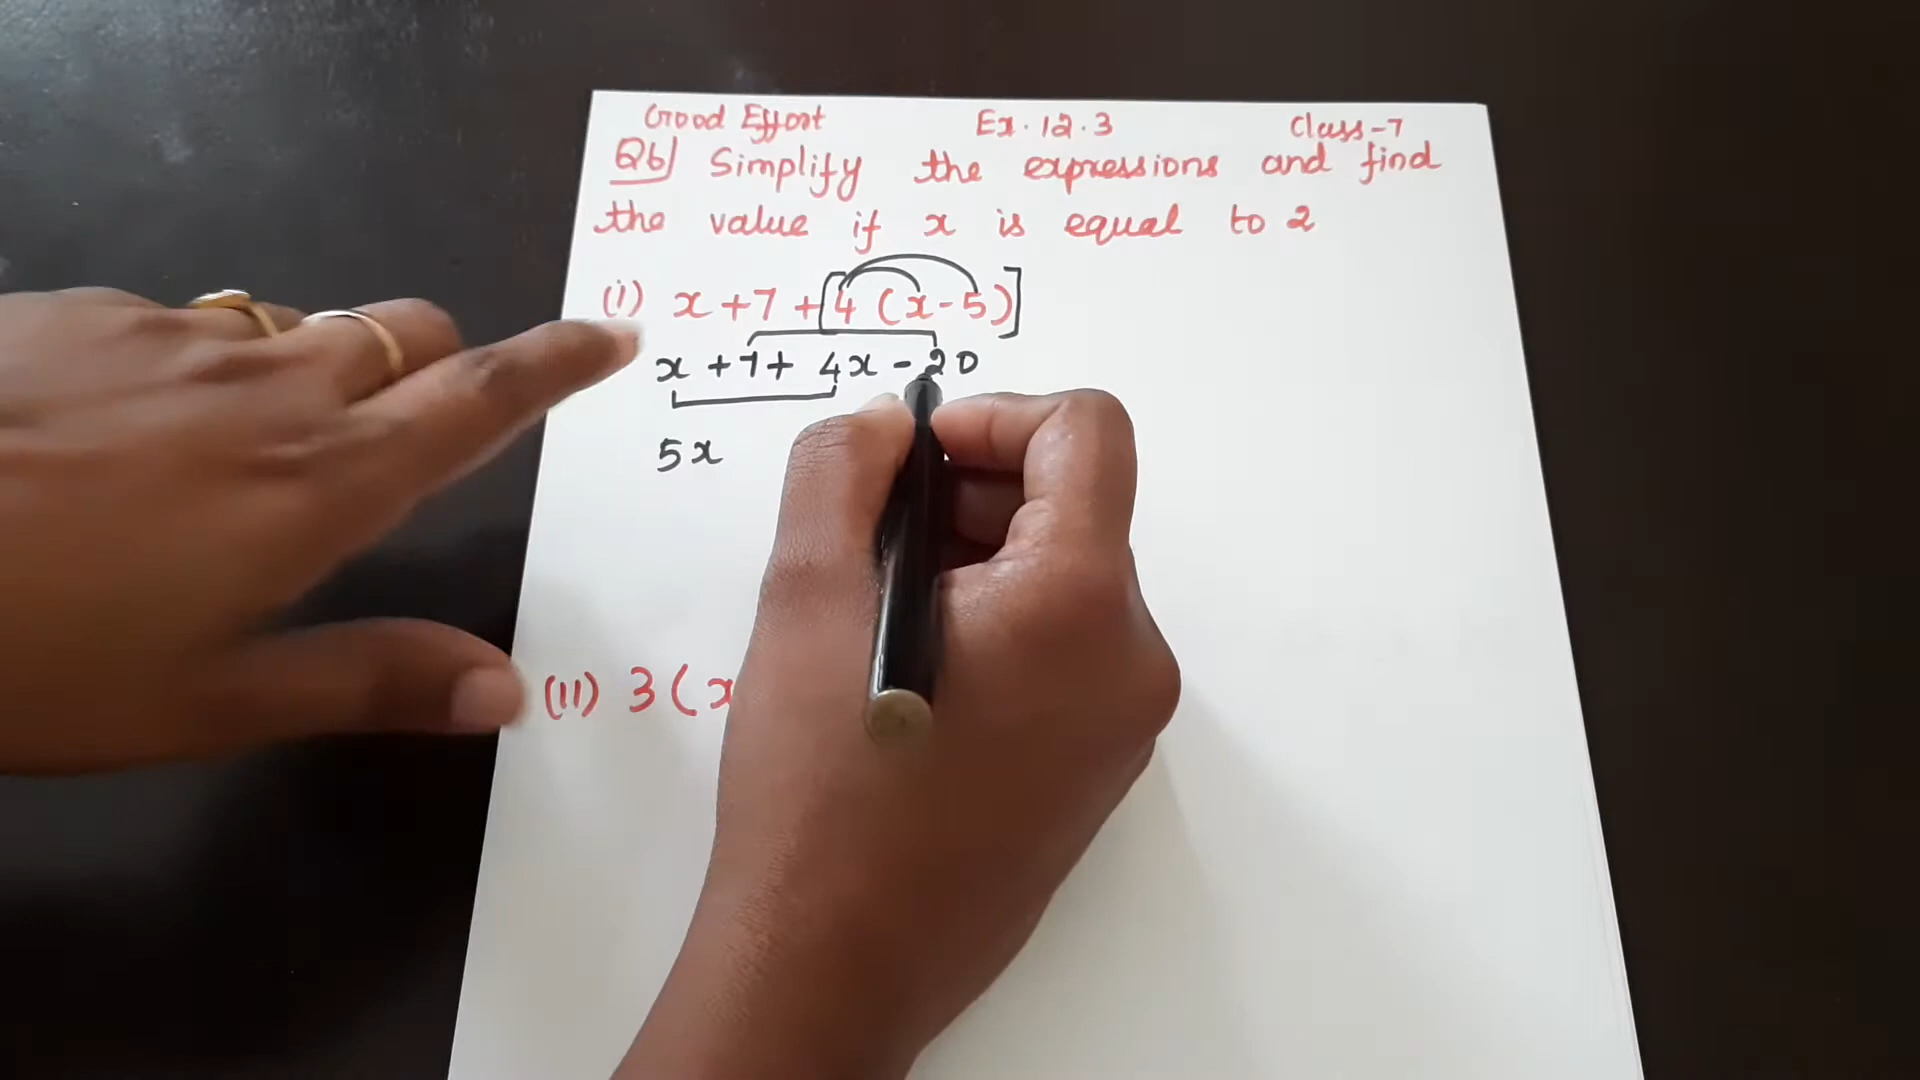 Good Effort Ex. 12.3 Class-7
Q6) Simplify the expressions and find
the value if x is equal to 2
(i) x+7+[4(x-5)]
x+7+4x-20
5x
(ii) 3(x